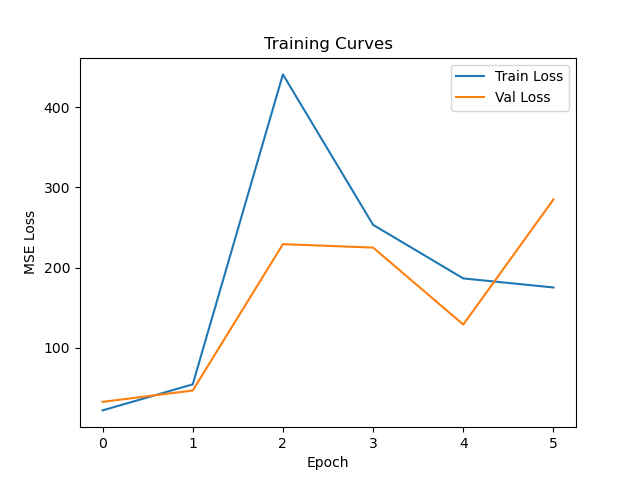 Training Curves
Train Loss
Val Loss
400
300
200
100
MSE Loss
0 1 2 3 4 5
Epoch